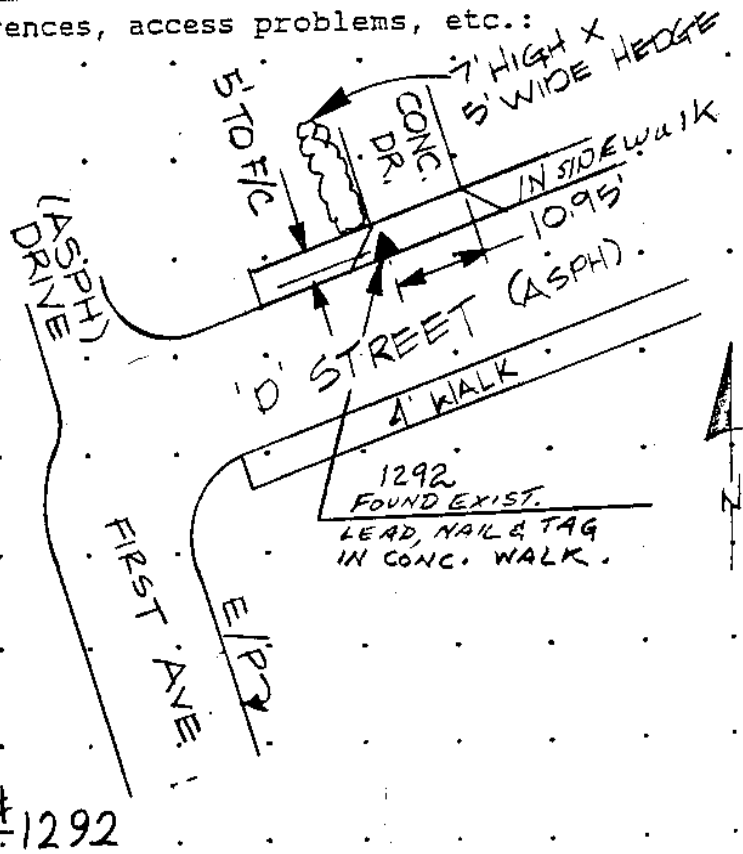 rences, access problems, etc.:
7' HIGH X
5' WIDE HEDGE
5' TO F/C
CONC.
DR.
IN SIDEWALK
10.95'
(ASPH)
DRIVE
'D' STREET (ASPH)
4' WALK
1292
FOUND EXIST.
LEAD, NAIL & TAG
IN CONC. WALK.
N
FIRST AVE.
E/P
#1292